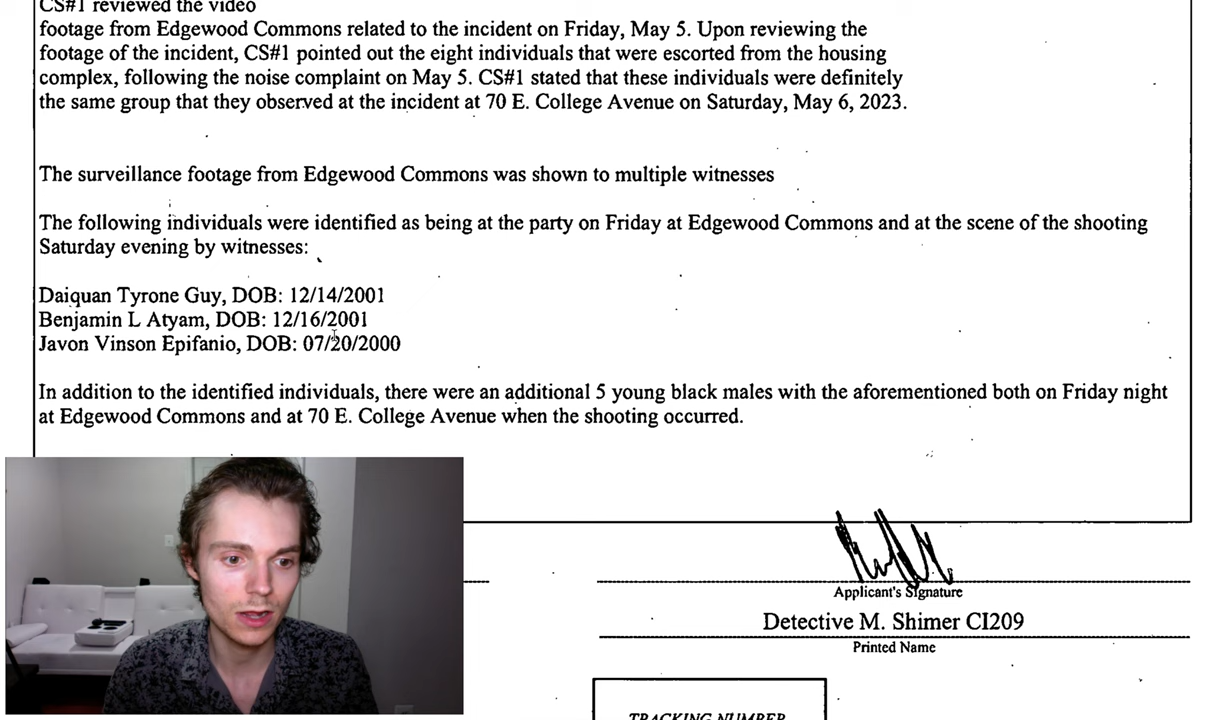 CS#1 reviewed the video
footage from Edgewood Commons related to the incident on Friday, May 5. Upon reviewing the
footage of the incident, CS#1 pointed out the eight individuals that were escorted from the housing
complex, following the noise complaint on May 5. CS#1 stated that these individuals were definitely
the same group that they observed at the incident at 70 E. College Avenue on Saturday, May 6, 2023.
The surveillance footage from Edgewood Commons was shown to multiple witnesses
The following individuals were identified as being at the party on Friday at Edgewood Commons and at the scene of the shooting
Saturday evening by witnesses:
Daiquan Tyrone Guy, DOB: 12/14/2001
Benjamin L Atyam, DOB: 12/16/2001
Javon Vinson Epifanio, DOB: 07/20/2000
In addition to the identified individuals, there were an additional 5 young black males with the aforementioned both on Friday night
at Edgewood Commons and at 70 E. College Avenue when the shooting occurred.
Applicant's Signature
Detective M. Shimer CI209
Printed Name
TRACKING NUMBER